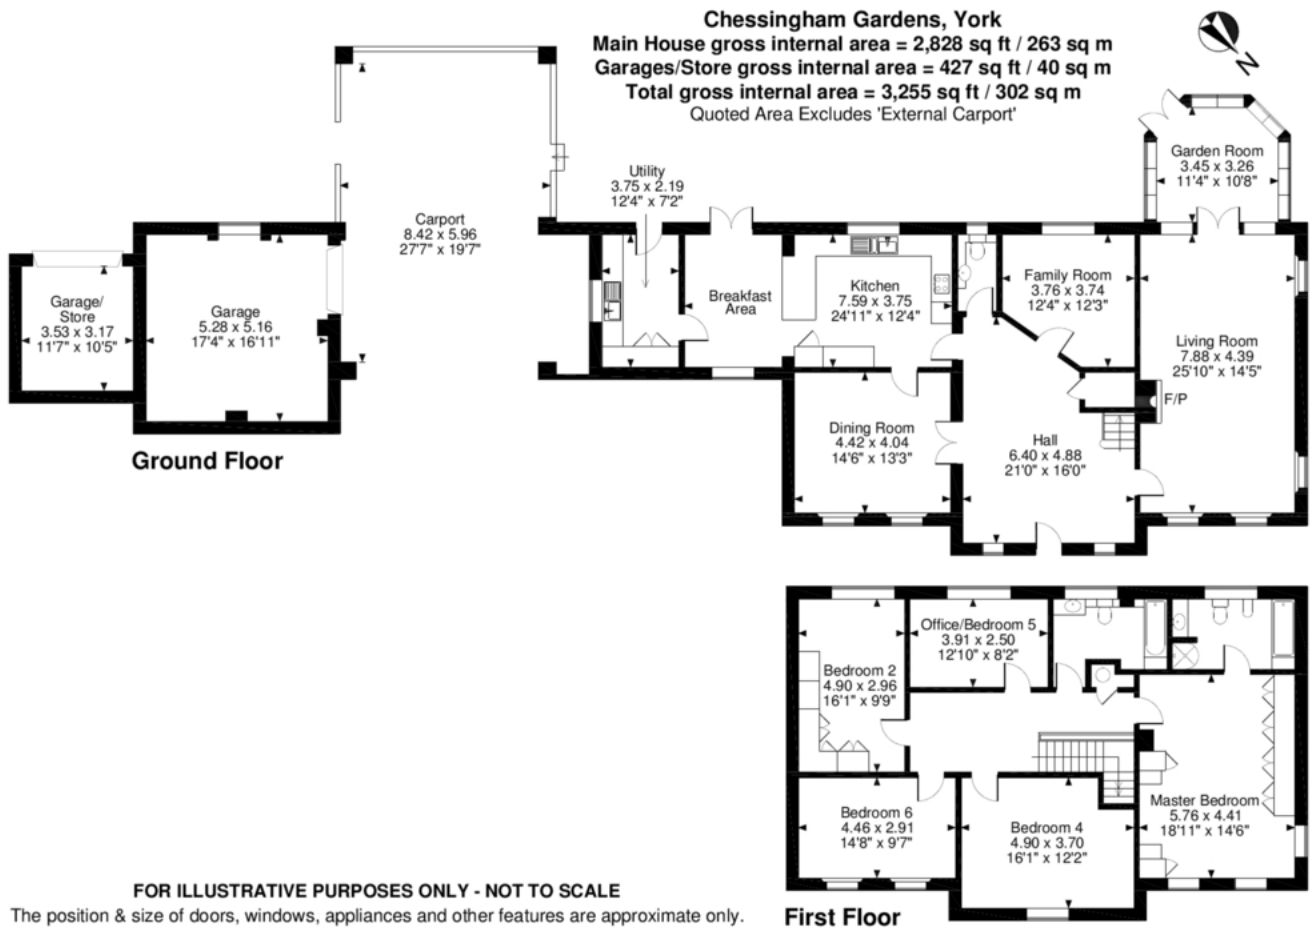 Chessingham Gardens, York
Main House gross internal area = 2,828 sq ft / 263 sq m
Garages/Store gross internal area = 427 sq ft / 40 sq m
Total gross internal area = 3,255 sq ft / 302 sq m
Quoted Area Excludes 'External Carport'
N
Garden Room
3.45 x 3.26
11'4" x 10'8"
Utility
3.75 x 2.19
12'4" x 7'2"
Carport
8.42 x 5.96
27'7" x 19'7"
Garage/
Store
3.53 x 3.17
11'7" x 10'5"
Garage
5.28 x 5.16
17'4" x 16'11"
Breakfast
Area
Kitchen
7.59 x 3.75
24'11" x 12'4"
Family Room
3.76 x 3.74
12'4" x 12'3"
Living Room
7.88 x 4.39
25'10" x 14'5"
F/P
Dining Room
4.42 x 4.04
14'6" x 13'3"
Hall
6.40 x 4.88
21'0" x 16'0"
Ground Floor
Office/Bedroom 5
3.91 x 2.50
12'10" x 8'2"
Bedroom 2
4.90 x 2.96
16'1" x 9'9"
Master Bedroom
5.76 x 4.41
18'11" x 14'6"
Bedroom 6
4.46 x 2.91
14'8" x 9'7"
Bedroom 4
4.90 x 3.70
16'1" x 12'2"
FOR ILLUSTRATIVE PURPOSES ONLY - NOT TO SCALE
The position & size of doors, windows, appliances and other features are approximate only.
First Floor